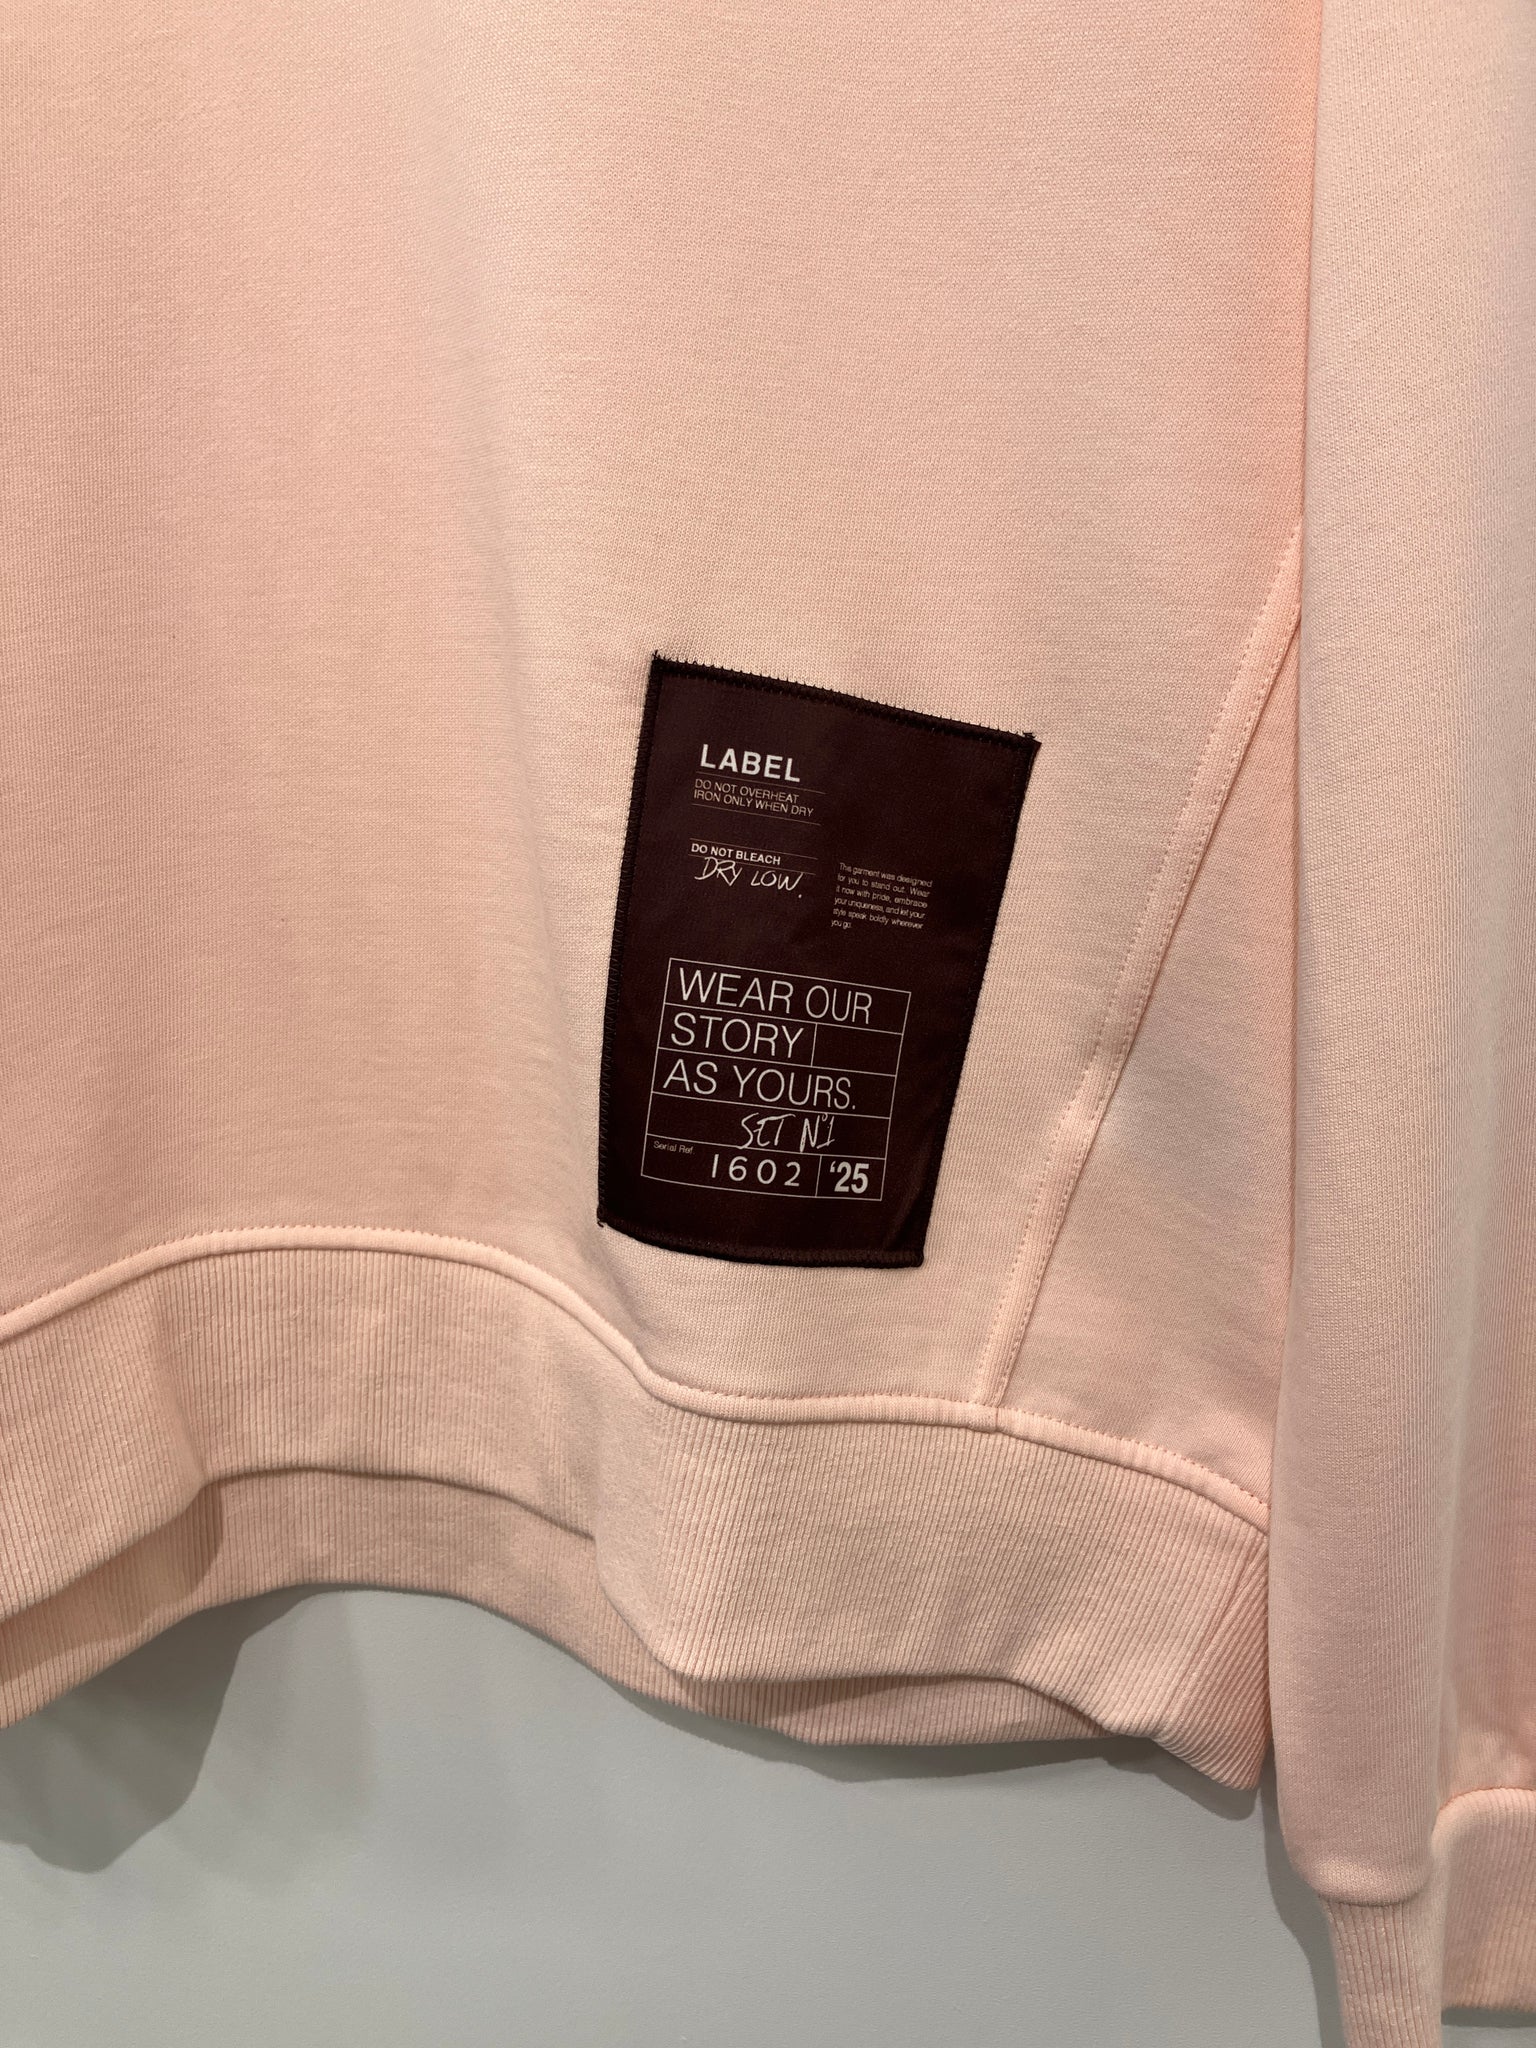 LABEL
DO NOT OVERHEAT
IRON ONLY WHEN DRY
DO NOT BLEACH
DRY LOW.
This garment was designed
for you to stand out. Wear
it now with pride, embrace
your uniqueness, and let your
style speak boldly wherever
you go.
WEAR OUR
STORY
AS YOURS.
SET Nº1
Serial Ref.
1602
‘25